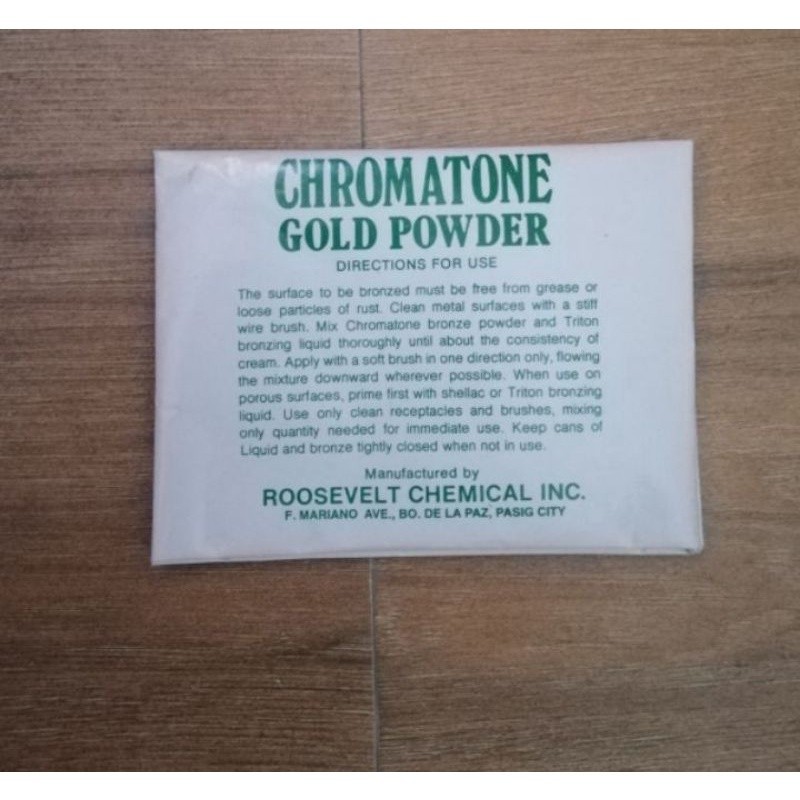 CHROMATONE
GOLD POWDER
DIRECTIONS FOR USE
The surface to be bronzed must be free from grease or
loose particles of rust. Clean metal surfaces with a stiff
wire brush. Mix Chromatone bronze powder and Triton
bronzing liquid thoroughly until about the consistency of
cream. Apply with a soft brush in one direction only, flowing
the mixture downward wherever possible. When use on
porous surfaces, prime first with shellac or Triton bronzing
liquid. Use only clean receptacles and brushes, mixing
only quantity needed for immediate use. Keep cans of
Liquid and bronze tightly closed when not in use.
Manufactured by
ROOSEVELT CHEMICAL INC.
F. MARIANO AVE., BO. DE LA PAZ, PASIG CITY